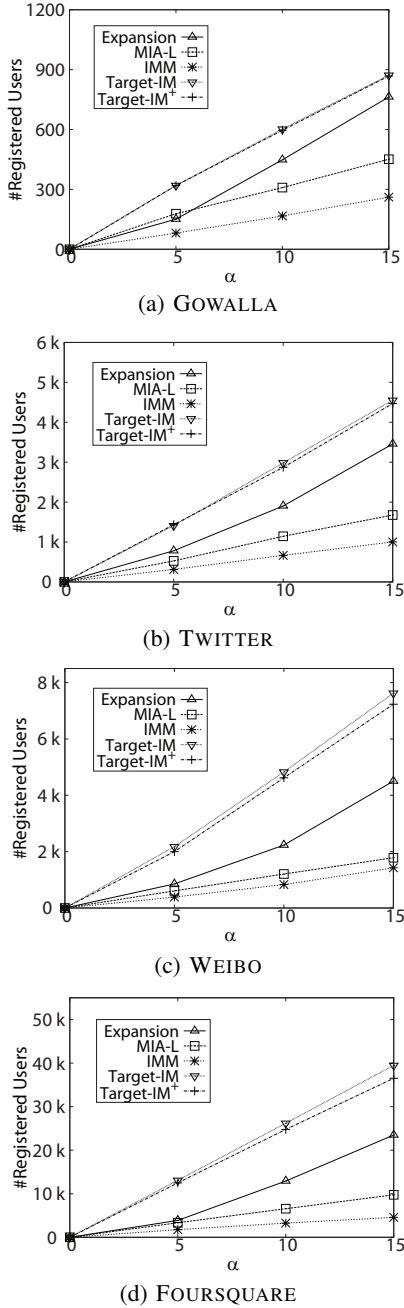 1200
900
600
300
0
#Registered Users
Expansion
MIA-L
IMM
Target-IM
Target-IM+
0 5 10 15
α
(a) GOWALLA
6 k
5 k
4 k
3 k
2 k
1 k
0
#Registered Users
Expansion
MIA-L
IMM
Target-IM
Target-IM+
0 5 10 15
α
(b) TWITTER
8 k
6 k
4 k
2 k
0
#Registered Users
Expansion
MIA-L
IMM
Target-IM
Target-IM+
0 5 10 15
α
(c) WEIBO
50 k
40 k
30 k
20 k
10 k
0
#Registered Users
Expansion
MIA-L
IMM
Target-IM
Target-IM+
0 5 10 15
α
(d) FOURSQUARE